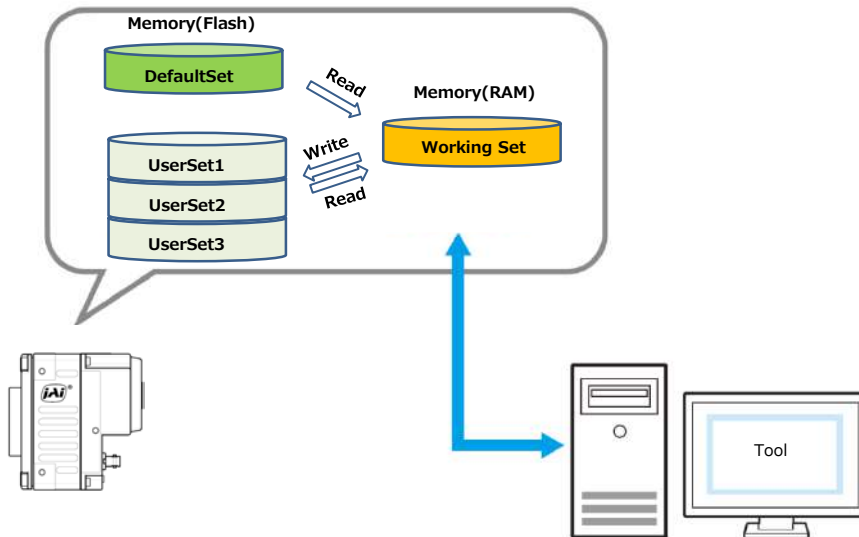 Memory(Flash)
DefaultSet
Read
Memory(RAM)
Working Set
Write
Read
UserSet1
UserSet2
UserSet3
JAI®
Tool